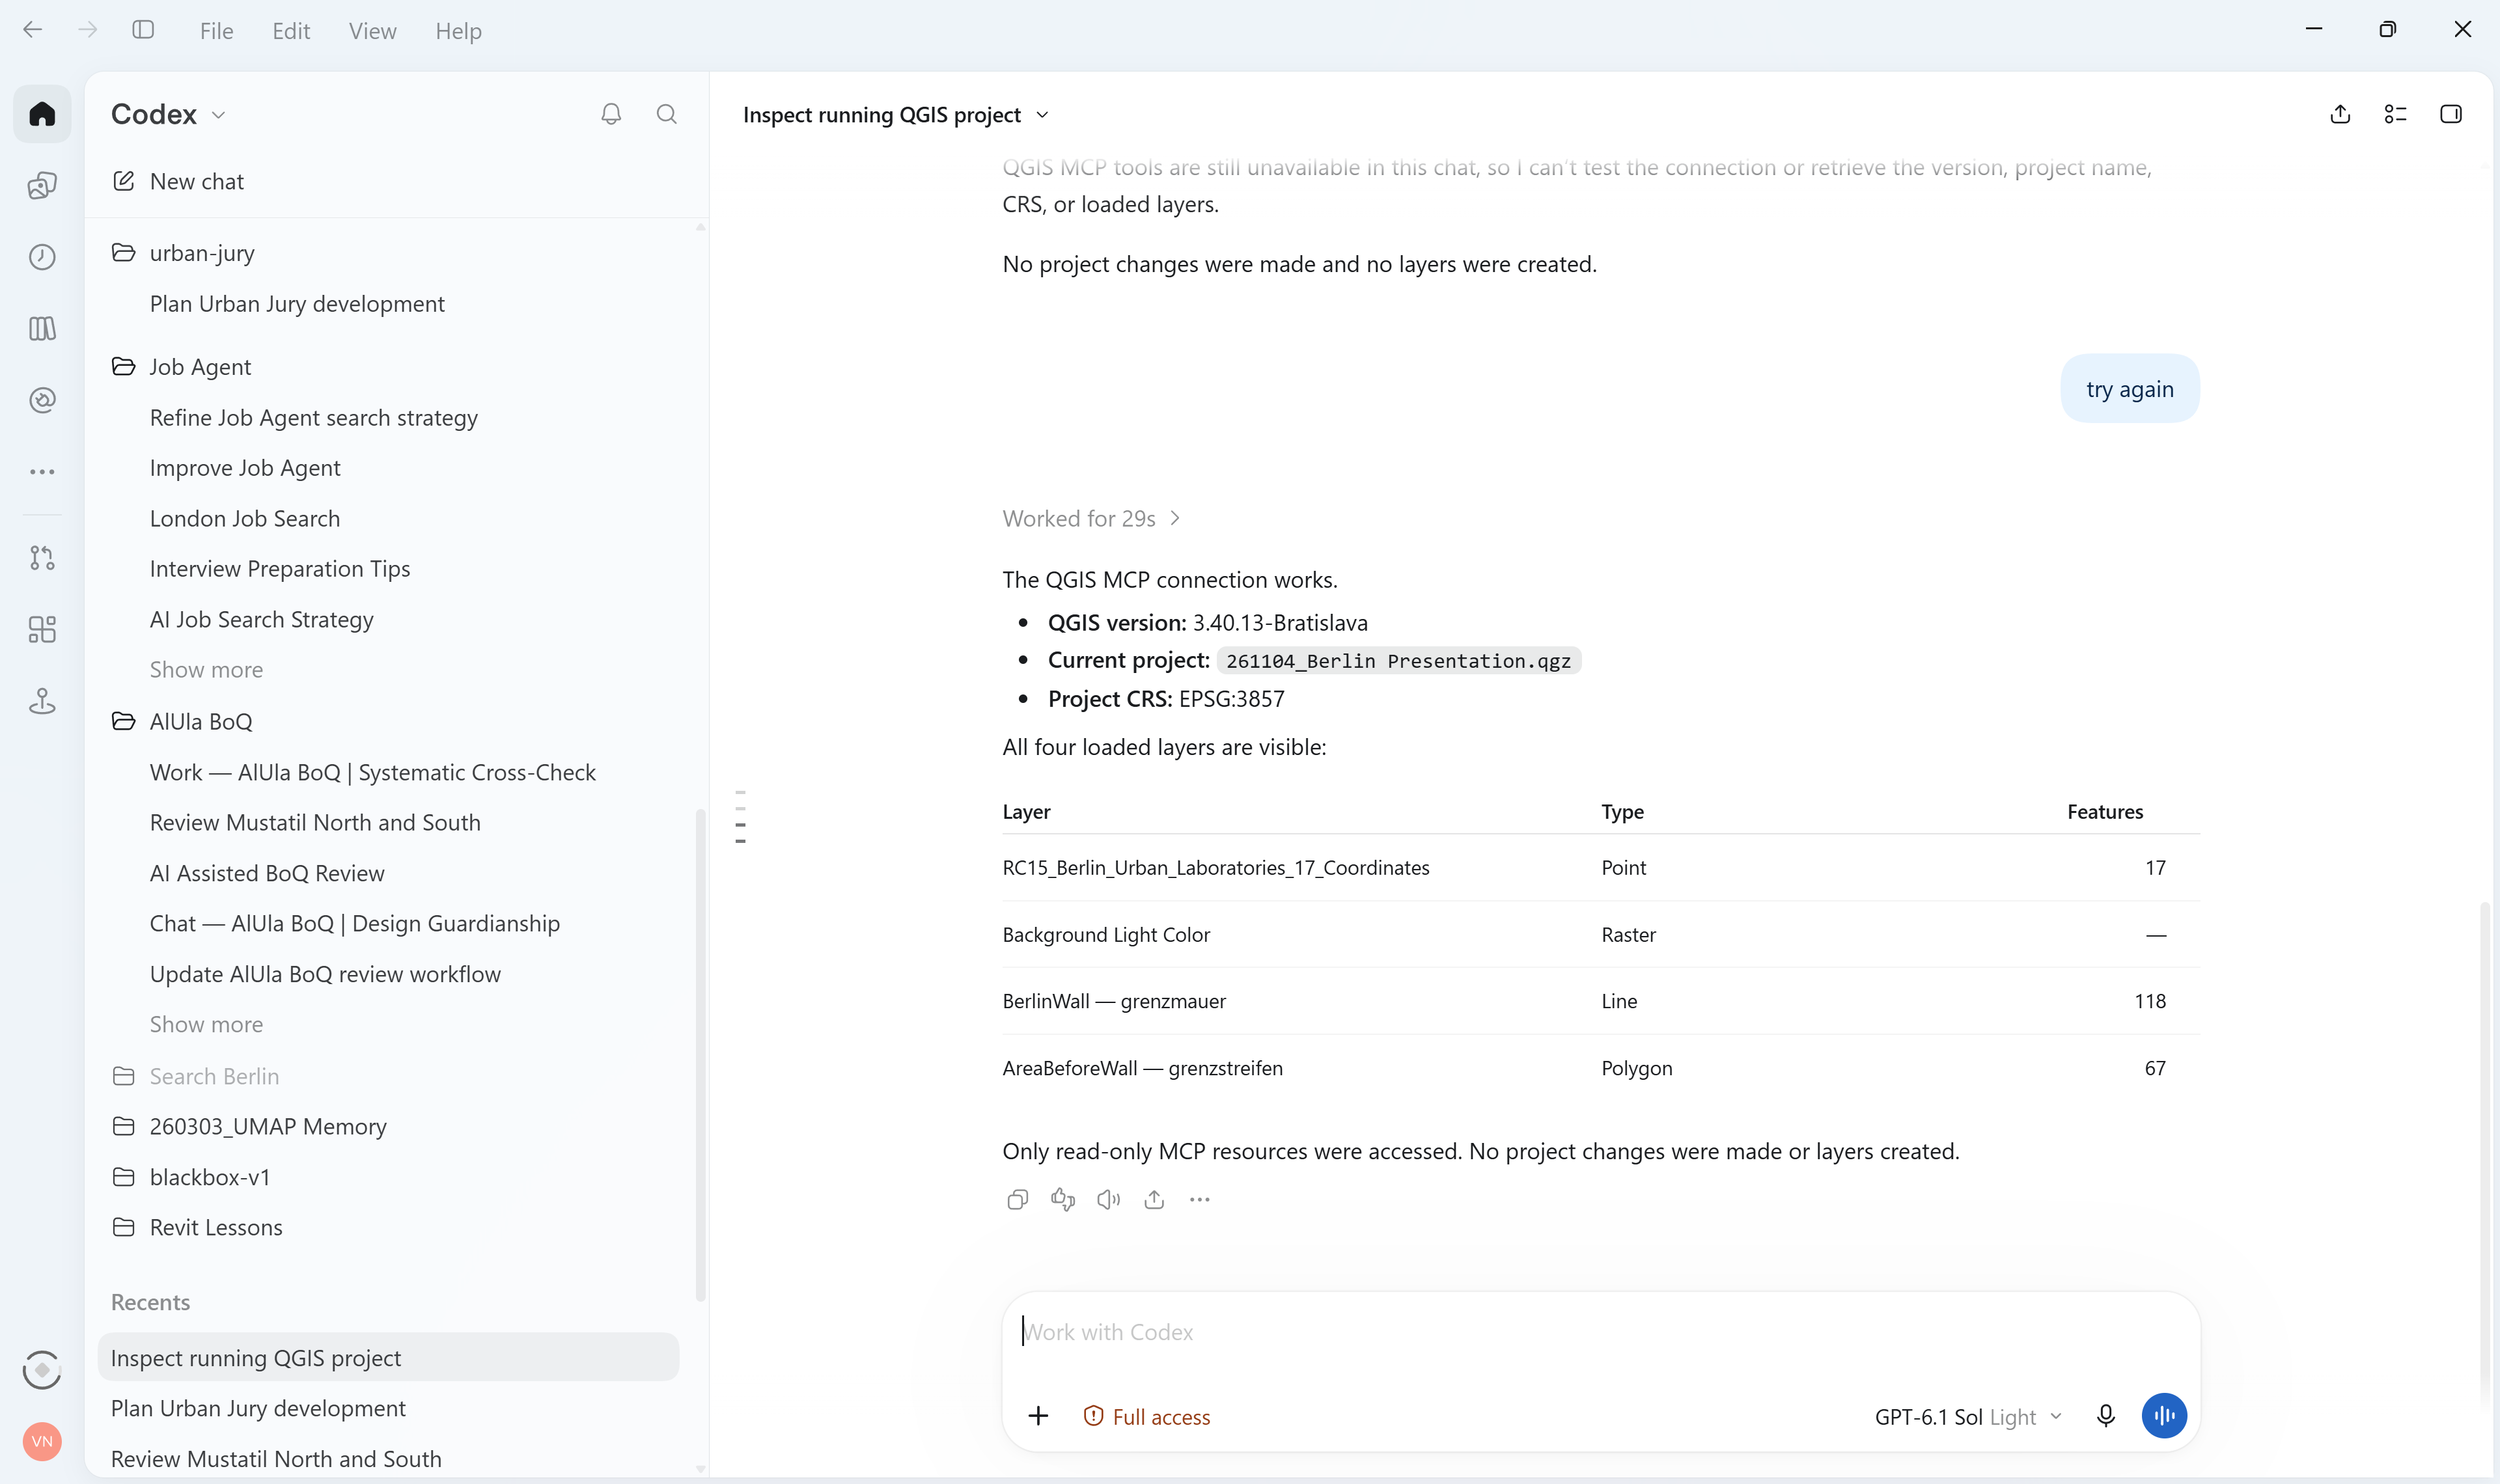 File Edit View Help
Codex
New chat
urban-jury
Plan Urban Jury development
Job Agent
Refine Job Agent search strategy
Improve Job Agent
London Job Search
Interview Preparation Tips
AI Job Search Strategy
Show more
AlUla BoQ
Work — AlUla BoQ | Systematic Cross-Check
Review Mustatil North and South
AI Assisted BoQ Review
Chat — AlUla BoQ | Design Guardianship
Update AlUla BoQ review workflow
Show more
Search Berlin
260303_UMAP Memory
blackbox-v1
Revit Lessons
Recents
Inspect running QGIS project
Plan Urban Jury development
Review Mustatil North and South
VN
Inspect running QGIS project
QGIS MCP tools are still unavailable in this chat, so I can't test the connection or retrieve the version, project name,
CRS, or loaded layers.
No project changes were made and no layers were created.
try again
Worked for 29s
The QGIS MCP connection works.
• QGIS version: 3.40.13-Bratislava
• Current project: 261104_Berlin Presentation.qgz
• Project CRS: EPSG:3857
All four loaded layers are visible:
Layer Type Features
RC15_Berlin_Urban_Laboratories_17_Coordinates Point 17
Background Light Color Raster —
BerlinWall — grenzmauer Line 118
AreaBeforeWall — grenzstreifen Polygon 67
Only read-only MCP resources were accessed. No project changes were made or layers created.
Work with Codex
Full access
GPT-6.1 Sol Light